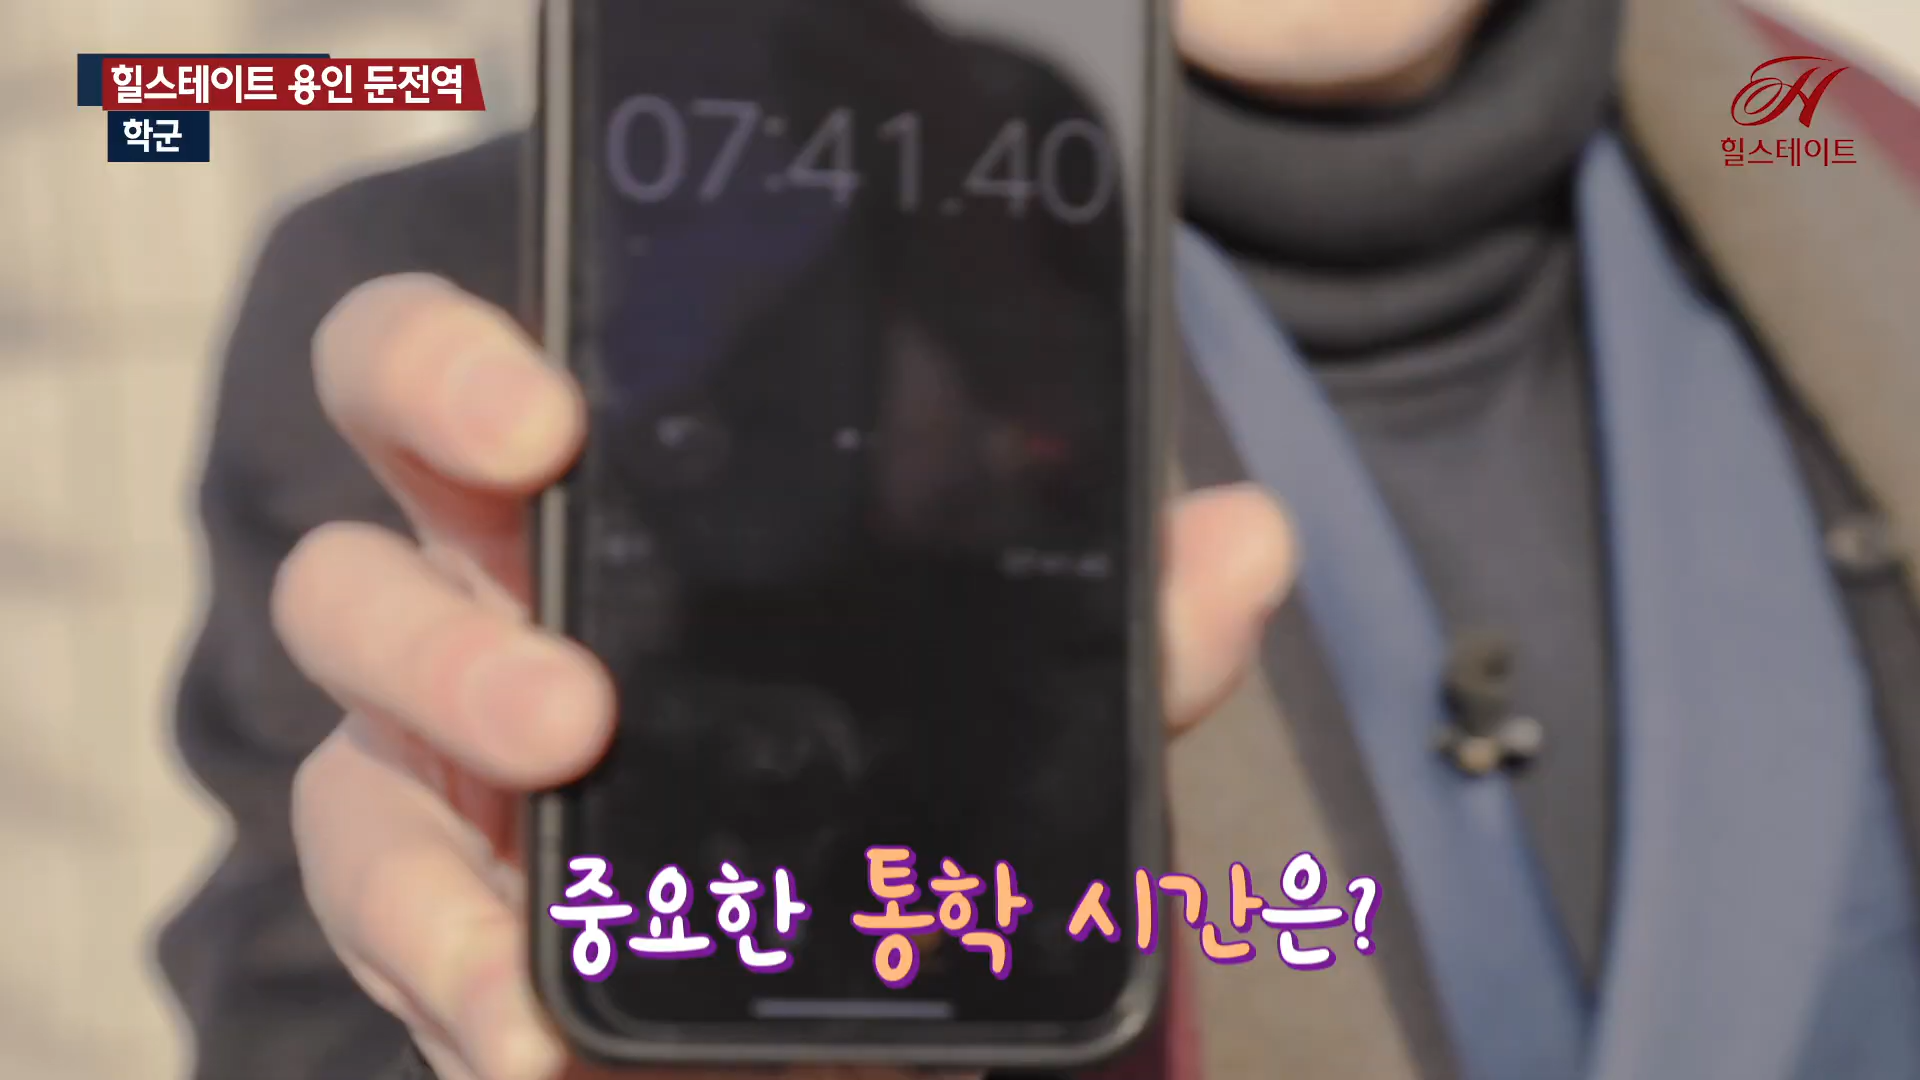 힐스테이트 용인 둔전역
학군
힐스테이트
07:41.40
중요한 통학 시간은?